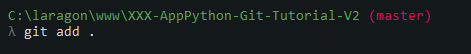 C:\laragon\www\XXX-AppPython-Git-Tutorial-V2 (master)
λ git add .